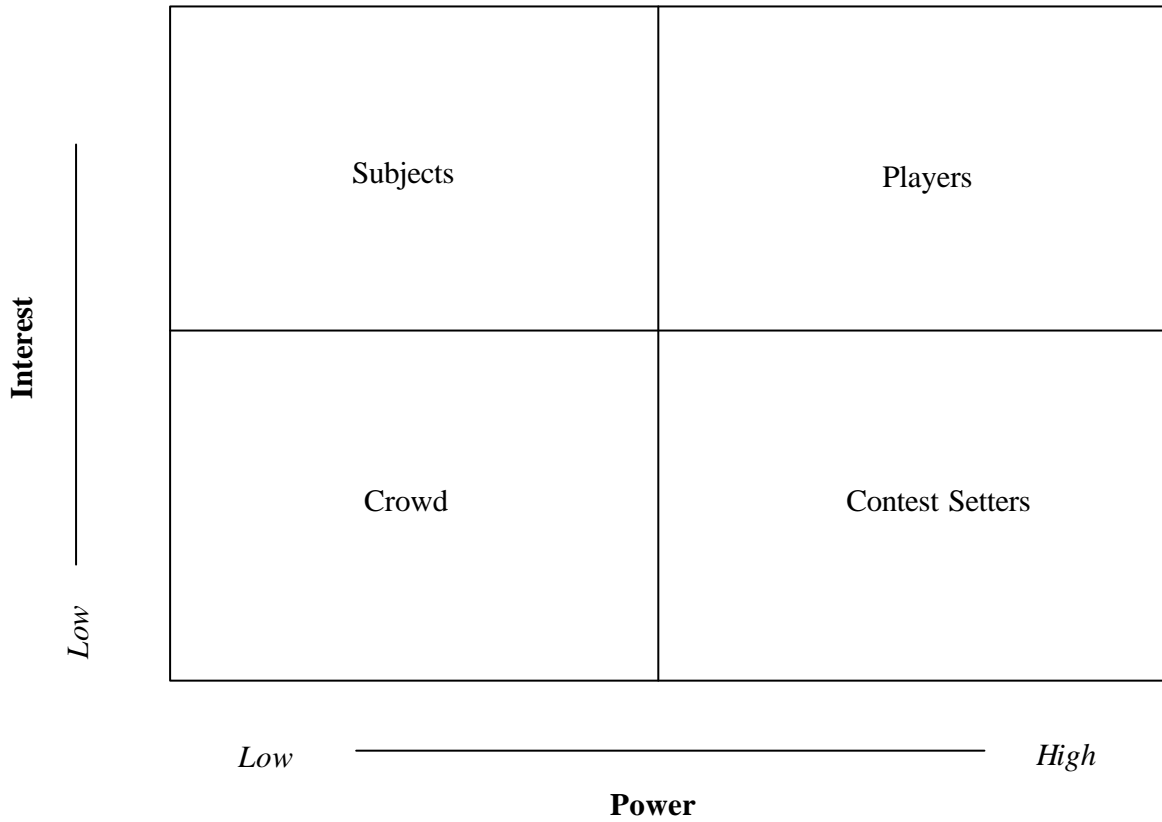 Subjects
Players
Interest
Crowd
Contest Setters
Low
Low
High
Power